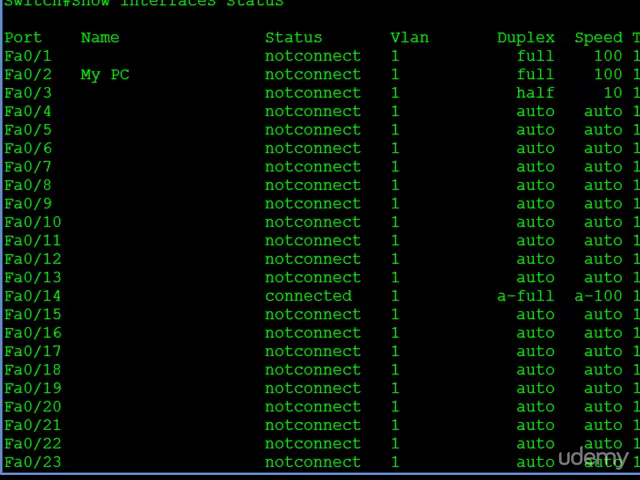 Switch#show interfaces status
Port Name Status Vlan Duplex Speed T
Fa0/1 notconnect 1 full 100 1
Fa0/2 My PC notconnect 1 full 100 1
Fa0/3 notconnect 1 half 10 1
Fa0/4 notconnect 1 auto auto 1
Fa0/5 notconnect 1 auto auto 1
Fa0/6 notconnect 1 auto auto 1
Fa0/7 notconnect 1 auto auto 1
Fa0/8 notconnect 1 auto auto 1
Fa0/9 notconnect 1 auto auto 1
Fa0/10 notconnect 1 auto auto 1
Fa0/11 notconnect 1 auto auto 1
Fa0/12 notconnect 1 auto auto 1
Fa0/13 notconnect 1 auto auto 1
Fa0/14 connected 1 a-full a-100 1
Fa0/15 notconnect 1 auto auto 1
Fa0/16 notconnect 1 auto auto 1
Fa0/17 notconnect 1 auto auto 1
Fa0/18 notconnect 1 auto auto 1
Fa0/19 notconnect 1 auto auto 1
Fa0/20 notconnect 1 auto auto 1
Fa0/21 notconnect 1 auto auto 1
Fa0/22 notconnect 1 auto auto 1
Fa0/23 notconnect 1 auto auto 1
udemy